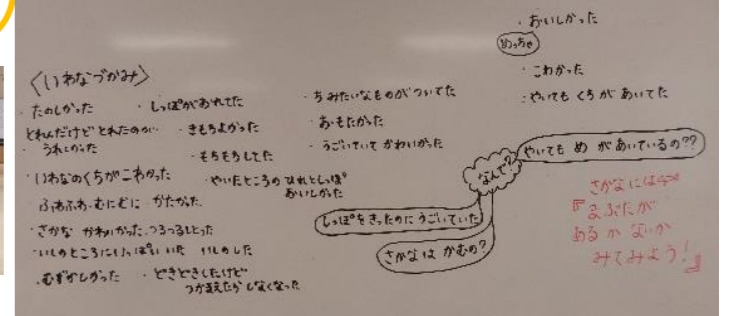 〈いわなづかみ〉
・たのしかった
とれんだけど とれたのが
・うれしかった
・いわなのくちが こわかった
ふわふわ・むにむに かたかった
・さかな かわいかった・つるつるしとった
・むずかしかった
・しっぽが あれてた
・きもちよかった
・もちもちしてた
・やいたところの ひれとしっぽ
おいしかった
・どきどきしたけど
つかまえたら しなくなった
・ちみたいなものが ついてた
・おもたかった
・うごいていて かわいかった
・おいしかった
めっちゃ
・こわかった
・やいても くちが あいてた
なんで?
やいても めが あいているの??
しっぽをきったのに うごいていた
さかなは かむの?
さかなには
『まぶたが
あるか ないか
みてみよう!』